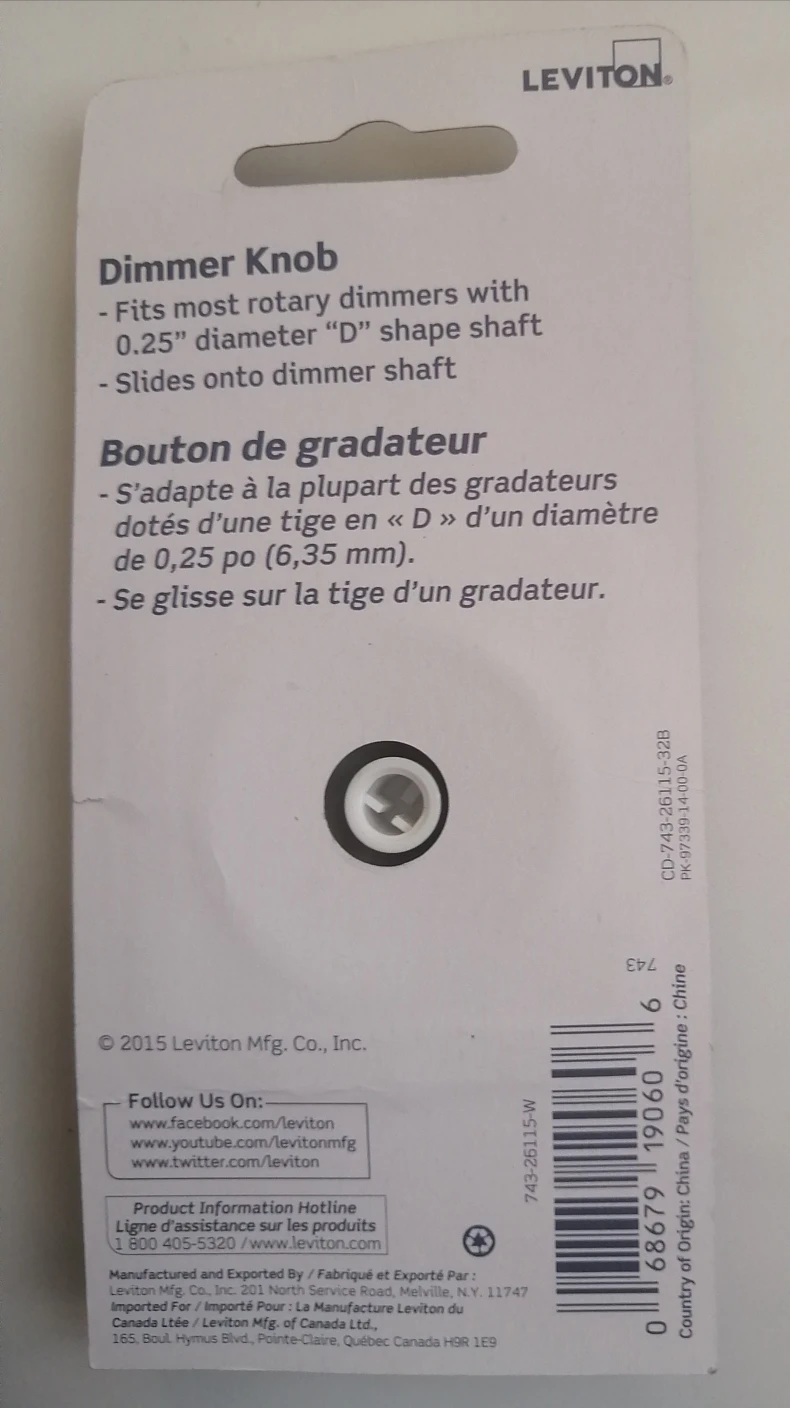 LEVITON®
Dimmer Knob
- Fits most rotary dimmers with
0.25” diameter “D” shape shaft
- Slides onto dimmer shaft
Bouton de gradateur
- S’adapte à la plupart des gradateurs
dotés d’une tige en « D » d’un diamètre
de 0,25 po (6,35 mm).
- Se glisse sur la tige d’un gradateur.
CD-743-26115-32B
PK-97339-14-00-0A
© 2015 Leviton Mfg. Co., Inc.
Follow Us On:
www.facebook.com/leviton
www.youtube.com/levitonmfg
www.twitter.com/leviton
Product Information Hotline
Ligne d’assistance sur les produits
1 800 405-5320 / www.leviton.com
Manufactured and Exported By / Fabriqué et Exporté Par :
Leviton Mfg. Co., Inc. 201 North Service Road, Melville, N.Y. 11747
Imported For / Importé Pour : La Manufacture Leviton du
Canada Ltée / Leviton Mfg. of Canada Ltd.,
165, Boul. Hymus Blvd., Pointe-Claire, Québec Canada H9R 1E9
743-26115-W
743
0 68679 19060 6
Country of Origin: China / Pays d’origine : Chine